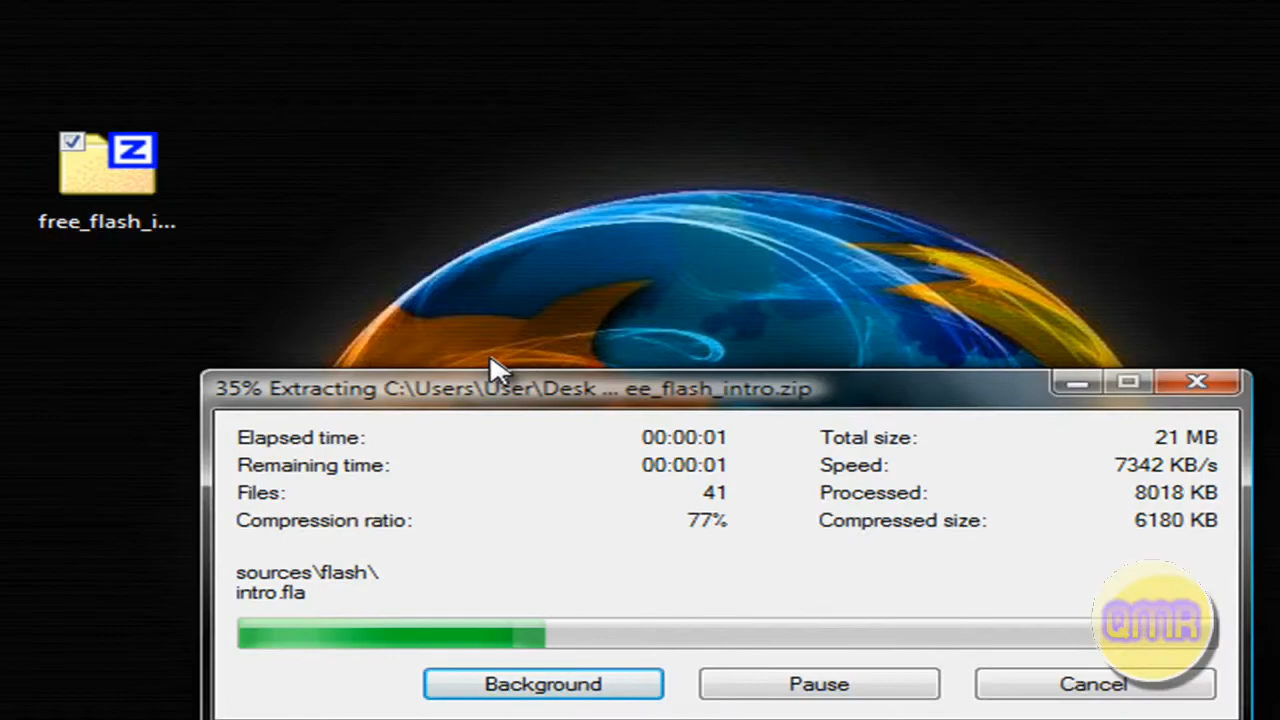 Z
free_flash_i...
35% Extracting C:\Users\User\Desk ... ee_flash_intro.zip
Elapsed time: 00:00:01 Total size: 21 MB
Remaining time: 00:00:01 Speed: 7342 KB/s
Files: 41 Processed: 8018 KB
Compression ratio: 77% Compressed size: 6180 KB
sources\flash\
intro.fla
QMR
Background Pause Cancel